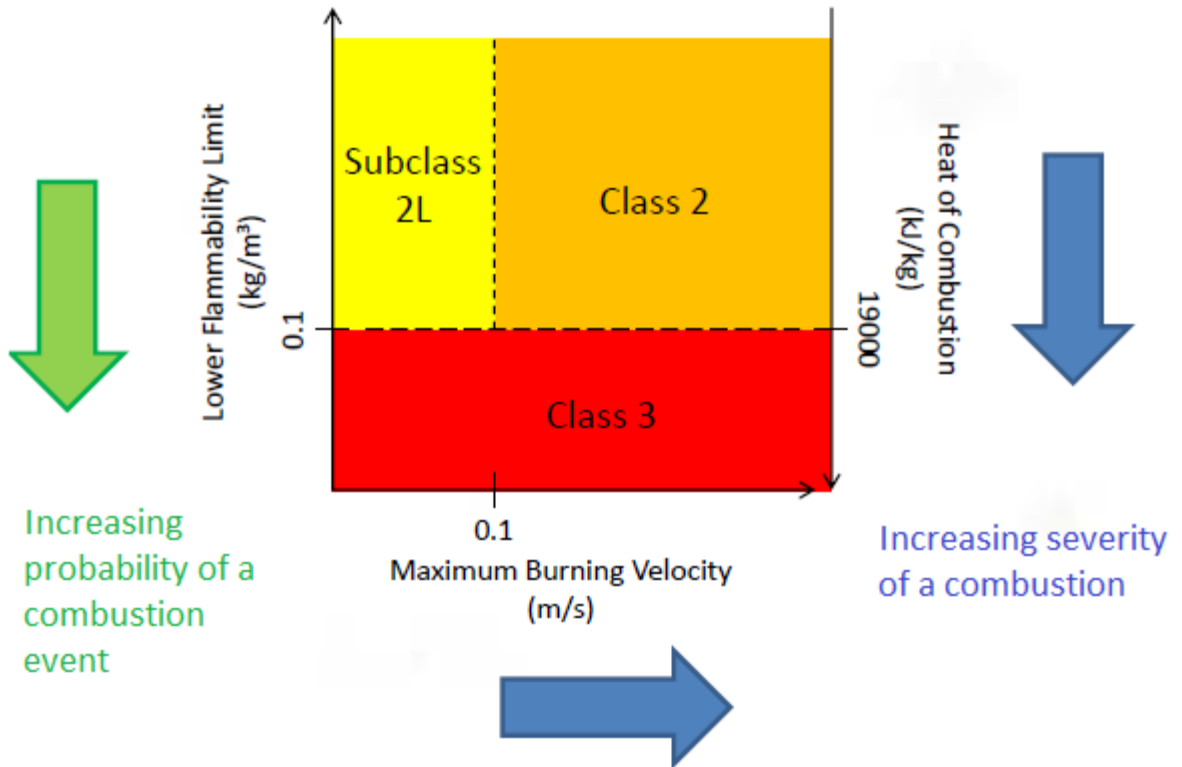 Lower Flammability Limit
(kg/m³)
0.1
Subclass
2L
Class 2
Class 3
19000
Heat of Combustion
(kJ/kg)
0.1
Maximum Burning Velocity
(m/s)
Increasing
probability of a
combustion
event
Increasing severity
of a combustion